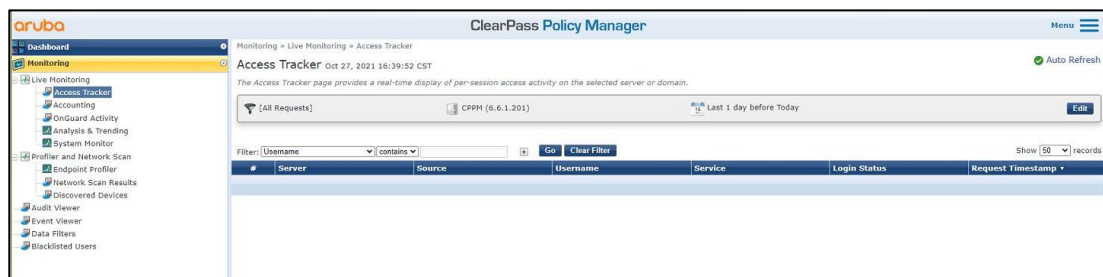 aruba
ClearPass Policy Manager
Menu
Dashboard
Monitoring
Live Monitoring
Access Tracker
Accounting
OnGuard Activity
Analysis & Trending
System Monitor
Profiler and Network Scan
Endpoint Profiler
Network Scan Results
Discovered Devices
Audit Viewer
Event Viewer
Data Filters
Blacklisted Users
Monitoring » Live Monitoring » Access Tracker
Access Tracker Oct 27, 2021 16:39:52 CST
Auto Refresh
The Access Tracker page provides a real-time display of per-session access activity on the selected server or domain.
[All Requests] CPPM (6.6.1.201) Last 1 day before Today Edit
Filter: Username contains + Go Clear Filter Show 50 records
# Server Source Username Service Login Status Request Timestamp